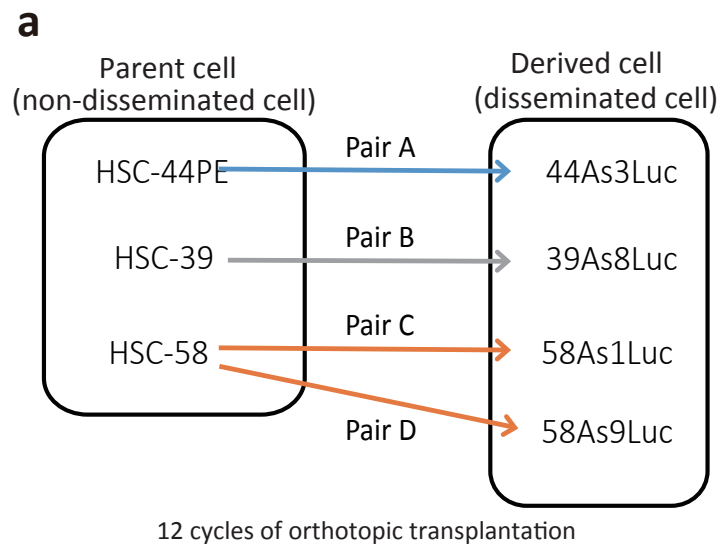 a
Parent cell
(non-disseminated cell)
Derived cell
(disseminated cell)
HSC-44PE
Pair A
44As3Luc
HSC-39
Pair B
39As8Luc
HSC-58
Pair C
58As1Luc
Pair D
58As9Luc
12 cycles of orthotopic transplantation